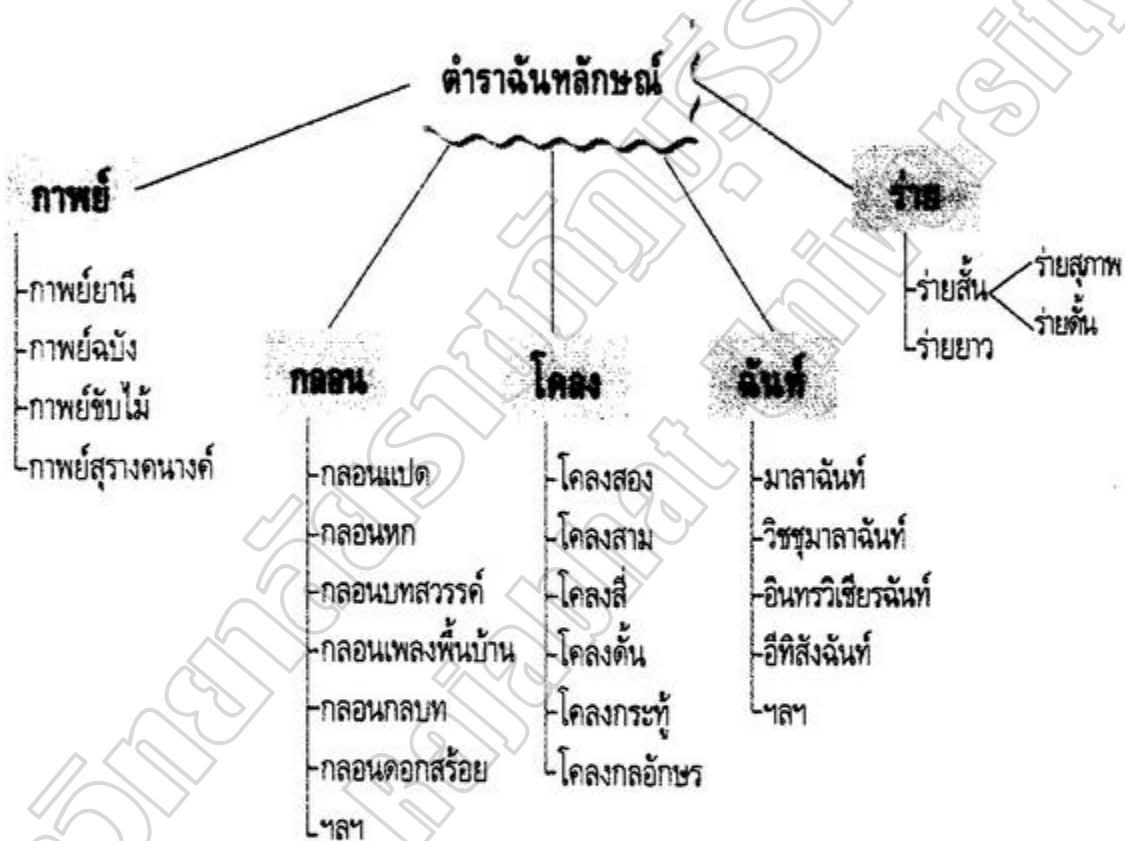 ตำราฉันทลักษณ์
กาพย์
กาพย์ยานี
กาพย์ฉบัง
กาพย์ขับไม้
กาพย์สุรางคนางค์
กลอน
กลอนแปด
กลอนหก
กลอนบทสวรรค์
กลอนเพลงพื้นบ้าน
กลอนกลบท
กลอนดอกสร้อย
ฯลฯ
โคลง
โคลงสอง
โคลงสาม
โคลงสี่
โคลงดั้น
โคลงกระทู้
โคลงกลอักษร
ฉันท์
มาลาฉันท์
วิชชุมาลาฉันท์
อินทรวิเชียรฉันท์
อีทิสังฉันท์
ฯลฯ
ร่าย
ร่ายสั้น
ร่ายสุภาพ
ร่ายดั้น
ร่ายยาว